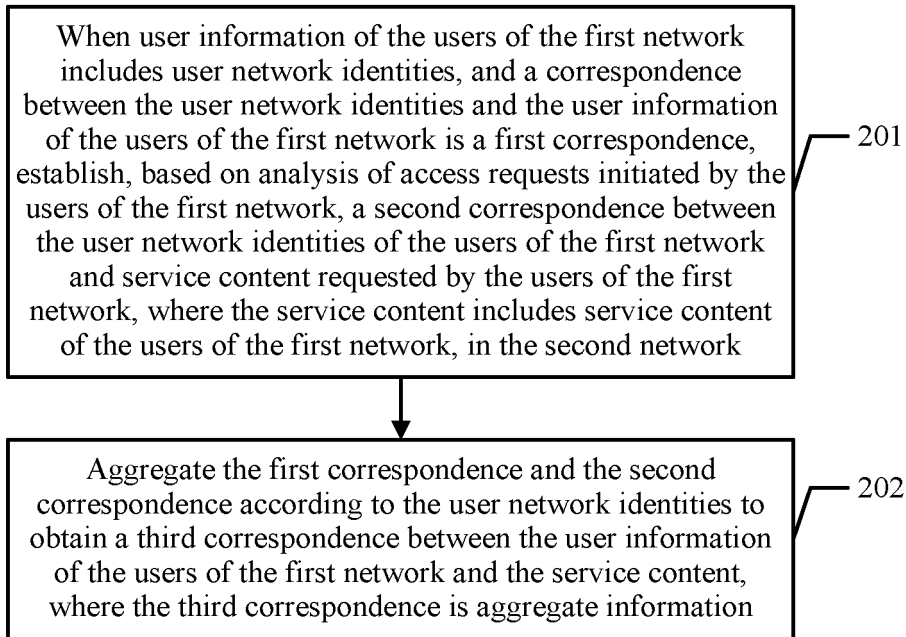 When user information of the users of the first network
includes user network identities, and a correspondence
between the user network identities and the user information
of the users of the first network is a first correspondence,
establish, based on analysis of access requests initiated by the
users of the first network, a second correspondence between
the user network identities of the users of the first network
and service content requested by the users of the first
network, where the service content includes service content
of the users of the first network, in the second network
201
Aggregate the first correspondence and the second
correspondence according to the user network identities to
obtain a third correspondence between the user information
of the users of the first network and the service content,
where the third correspondence is aggregate information
202